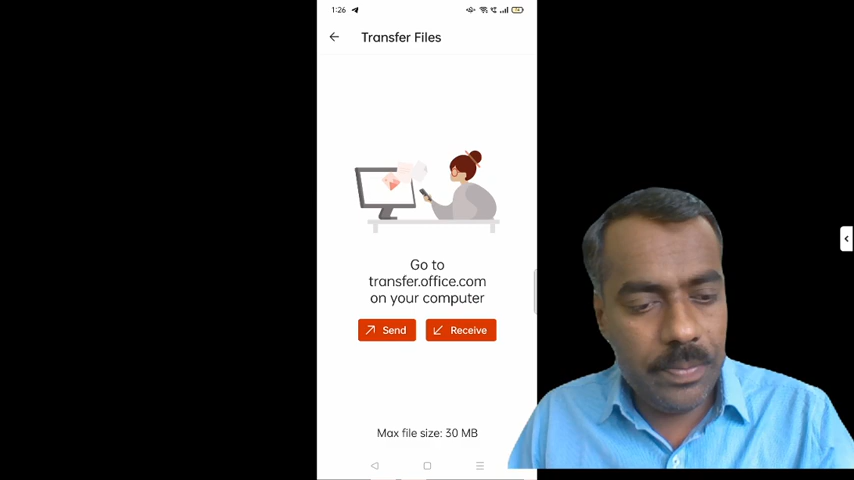 1:26
Transfer Files
Go to
transfer.office.com
on your computer
Send
Receive
Max file size: 30 MB